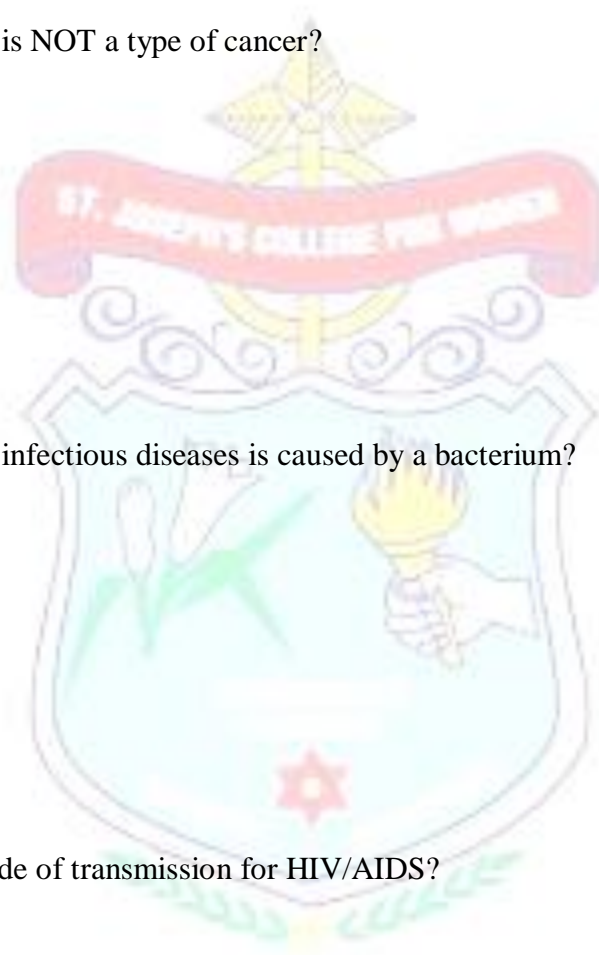 is NOT a type of cancer?
ST. JOSEPH'S COLLEGE FOR WOMEN
infectious diseases is caused by a bacterium?
de of transmission for HIV/AIDS?